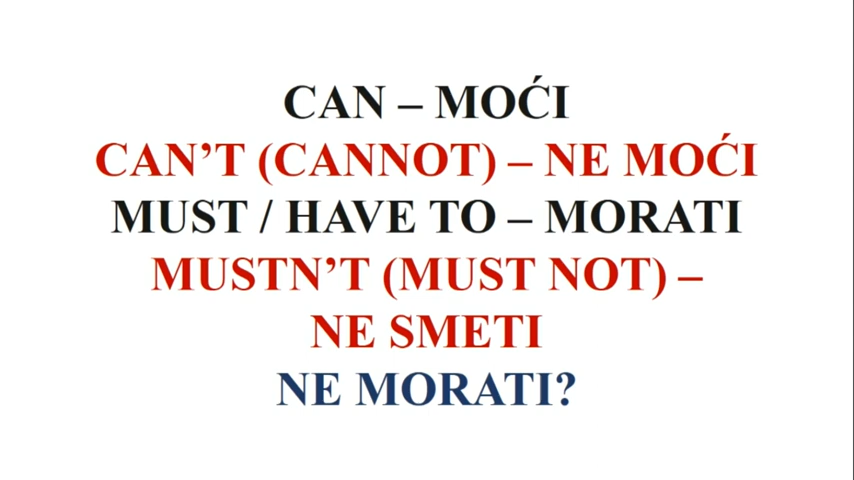 CAN – MOĆI
CAN’T (CANNOT) – NE MOĆI
MUST / HAVE TO – MORATI
MUSTN’T (MUST NOT) –
NE SMETI
NE MORATI?